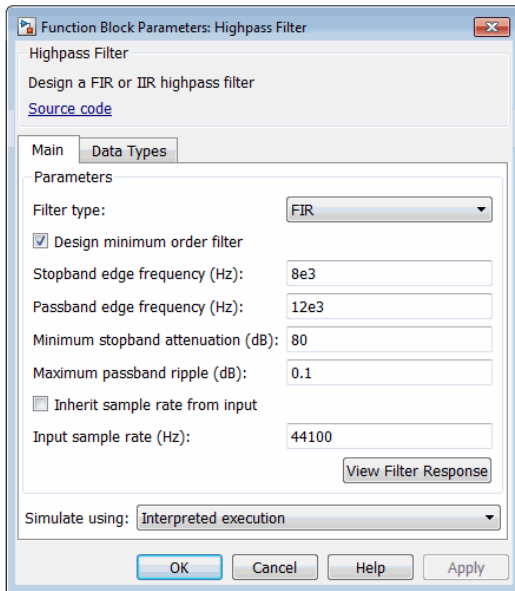 Function Block Parameters: Highpass Filter
Highpass Filter
Design a FIR or IIR highpass filter
Source code
Main Data Types
Parameters
Filter type: FIR
Design minimum order filter
Stopband edge frequency (Hz): 8e3
Passband edge frequency (Hz): 12e3
Minimum stopband attenuation (dB): 80
Maximum passband ripple (dB): 0.1
Inherit sample rate from input
Input sample rate (Hz): 44100
View Filter Response
Simulate using: Interpreted execution
OK Cancel Help Apply